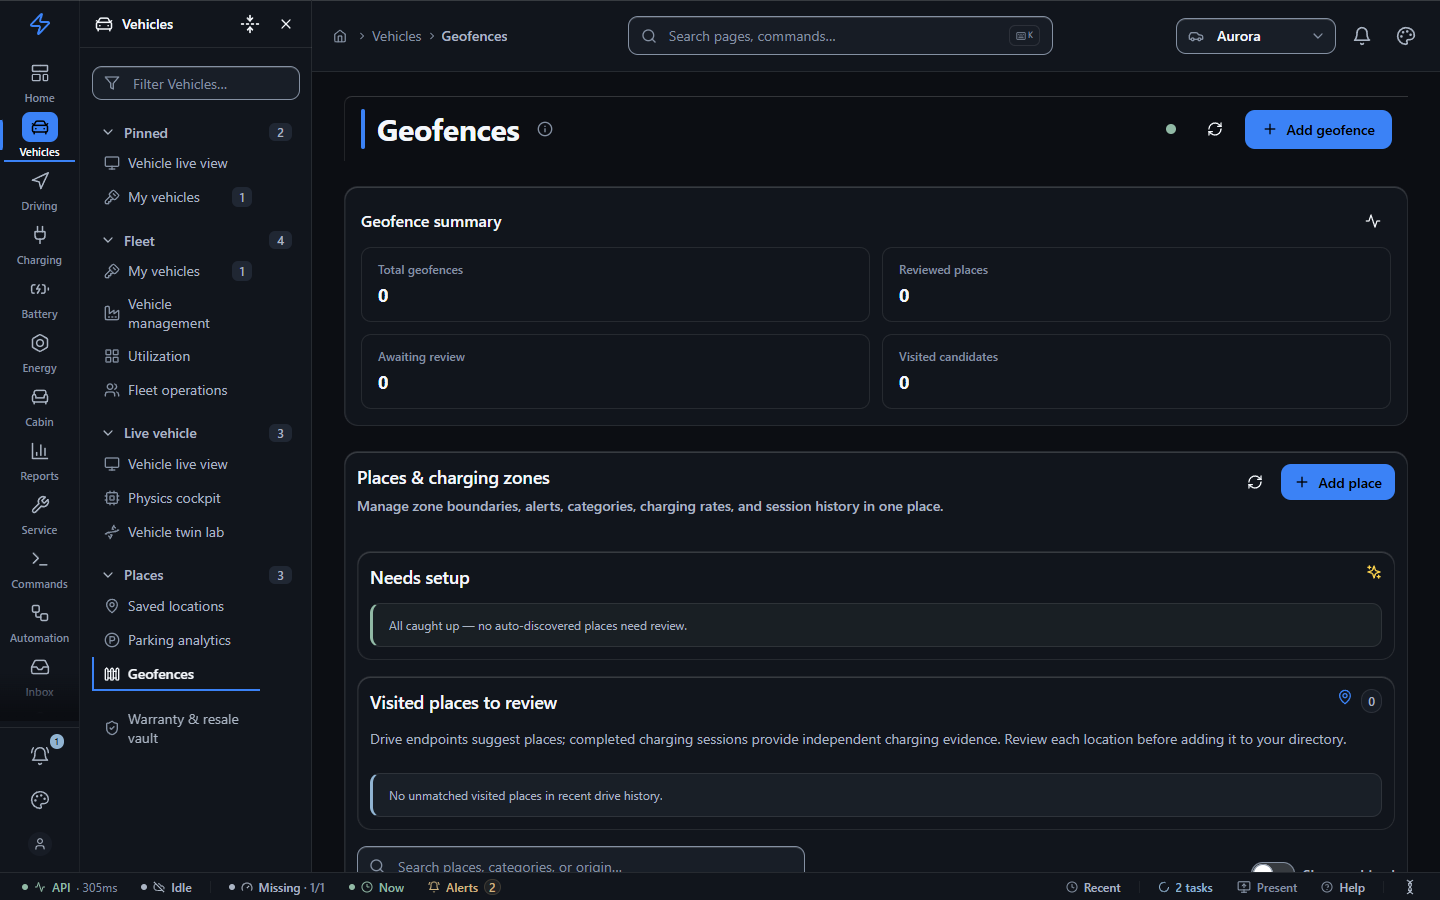 Vehicles
Vehicles
Geofences
Search pages, commands...
K
Aurora
Home
Vehicles
Driving
Charging
Battery
Energy
Cabin
Reports
Service
Commands
Automation
Inbox
1
Filter Vehicles...
Pinned 2
Vehicle live view
My vehicles 1
Fleet 4
My vehicles 1
Vehicle
management
Utilization
Fleet operations
Live vehicle 3
Vehicle live view
Physics cockpit
Vehicle twin lab
Places 3
Saved locations
Parking analytics
Geofences
Warranty & resale
vault
Geofences
Add geofence
Geofence summary
Total geofences
0
Reviewed places
0
Awaiting review
0
Visited candidates
0
Places & charging zones
Add place
Manage zone boundaries, alerts, categories, charging rates, and session history in one place.
Needs setup
All caught up — no auto-discovered places need review.
Visited places to review
0
Drive endpoints suggest places; completed charging sessions provide independent charging evidence. Review each location before adding it to your directory.
No unmatched visited places in recent drive history.
Search places, categories, or origin...
API · 305ms
Idle
Missing · 1/1
Now
Alerts 2
Recent
2 tasks
Present
Help